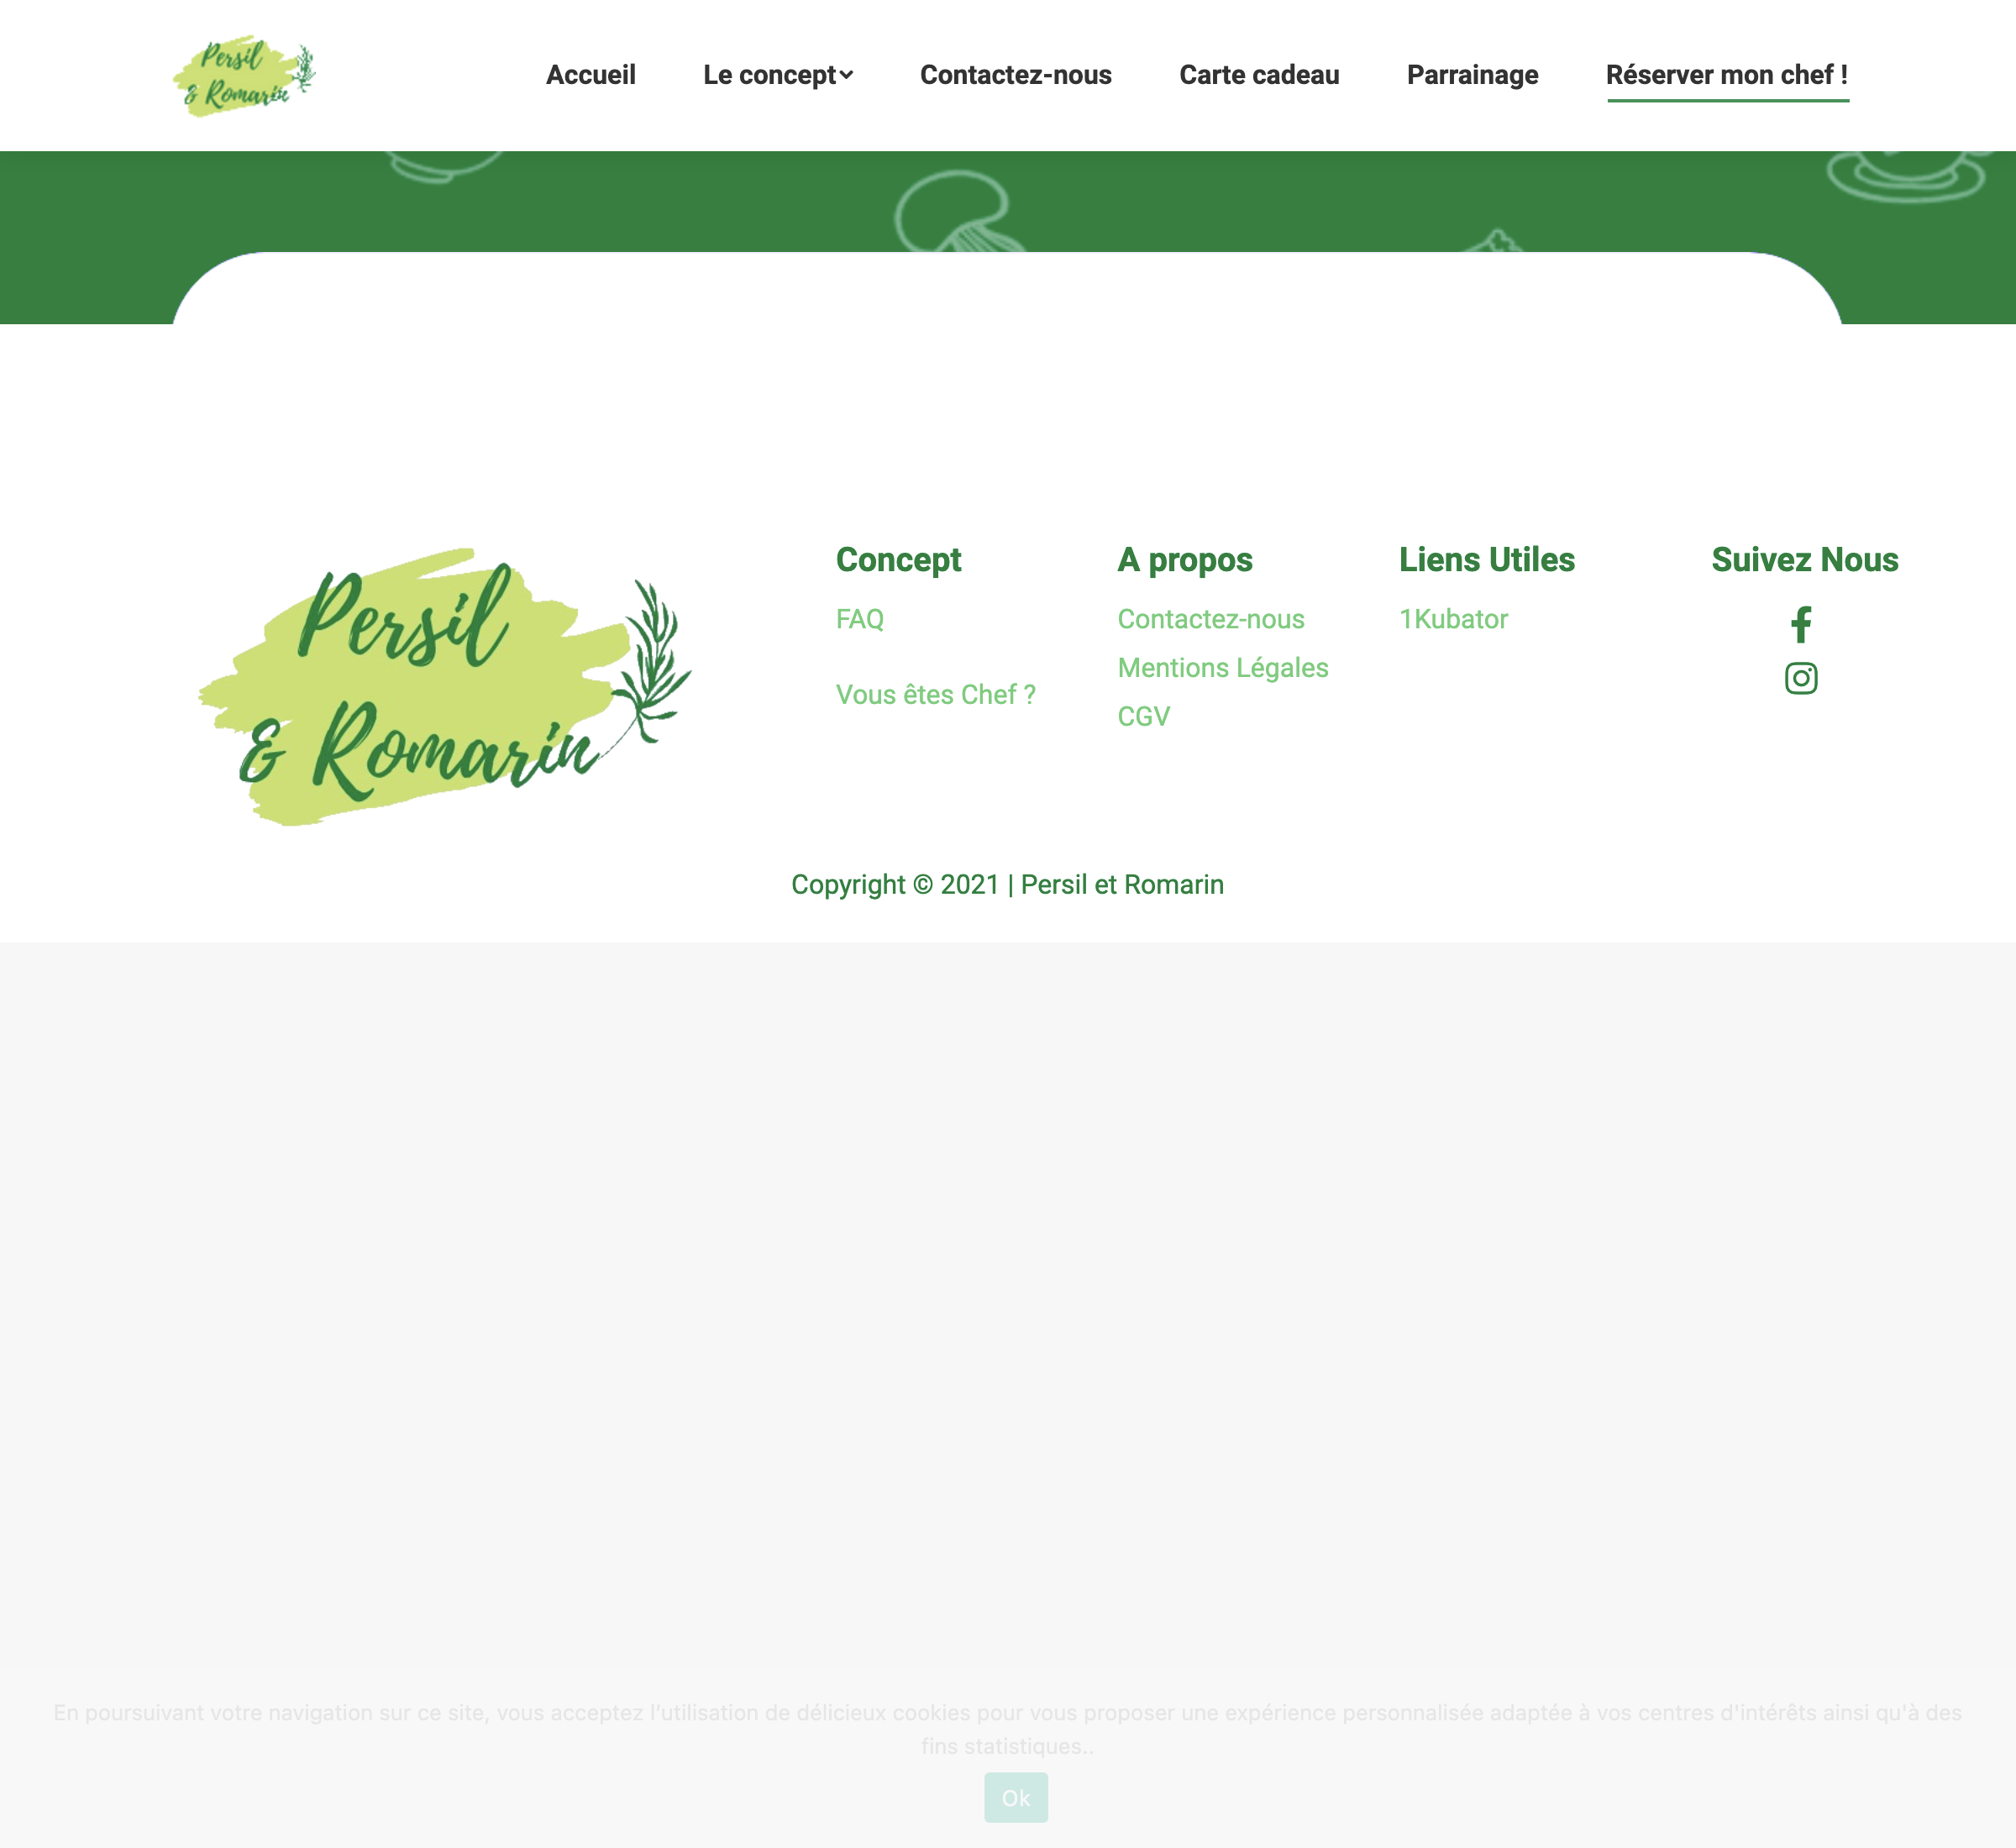 Persil
& Romarin
Accueil
Le concept
Contactez-nous
Carte cadeau
Parrainage
Réserver mon chef !
Persil
& Romarin
Concept
FAQ
Vous êtes Chef ?
A propos
Contactez-nous
Mentions Légales
CGV
Liens Utiles
1Kubator
Suivez Nous
Copyright © 2021 | Persil et Romarin
En poursuivant votre navigation sur ce site, vous acceptez l’utilisation de délicieux cookies pour vous proposer une expérience personnalisée adaptée à vos centres d'intérêts ainsi qu'à des
fins statistiques..
Ok